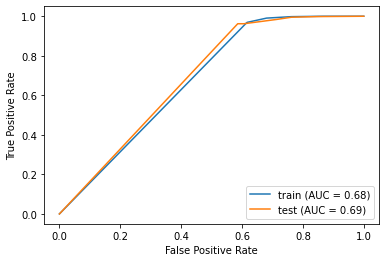 1.0
0.8
0.6
0.4
0.2
0.0
True Positive Rate
train (AUC = 0.68)
test (AUC = 0.69)
0.0 0.2 0.4 0.6 0.8 1.0
False Positive Rate